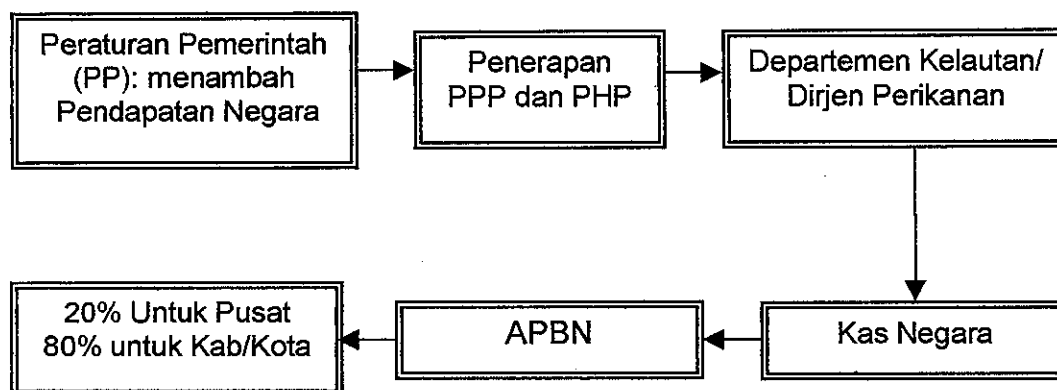 Peraturan Pemerintah
(PP): menambah
Pendapatan Negara
Penerapan
PPP dan PHP
Departemen Kelautan/
Dirjen Perikanan
Kas Negara
APBN
20% Untuk Pusat
80% untuk Kab/Kota